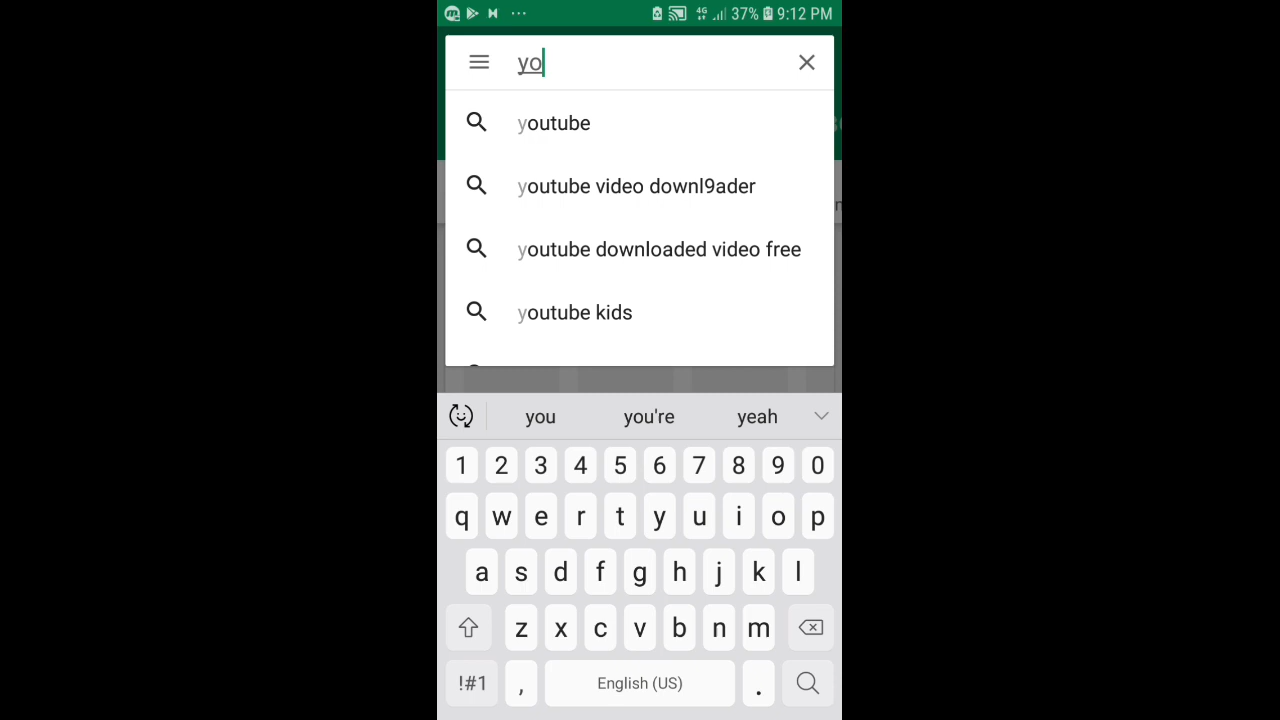 4G 37% 9:12 PM
yo
youtube
youtube video downl9ader
youtube downloaded video free
youtube kids
you you're yeah
1 2 3 4 5 6 7 8 9 0
q w e r t y u i o p
a s d f g h j k l
z x c v b n m
!#1 , English (US) .